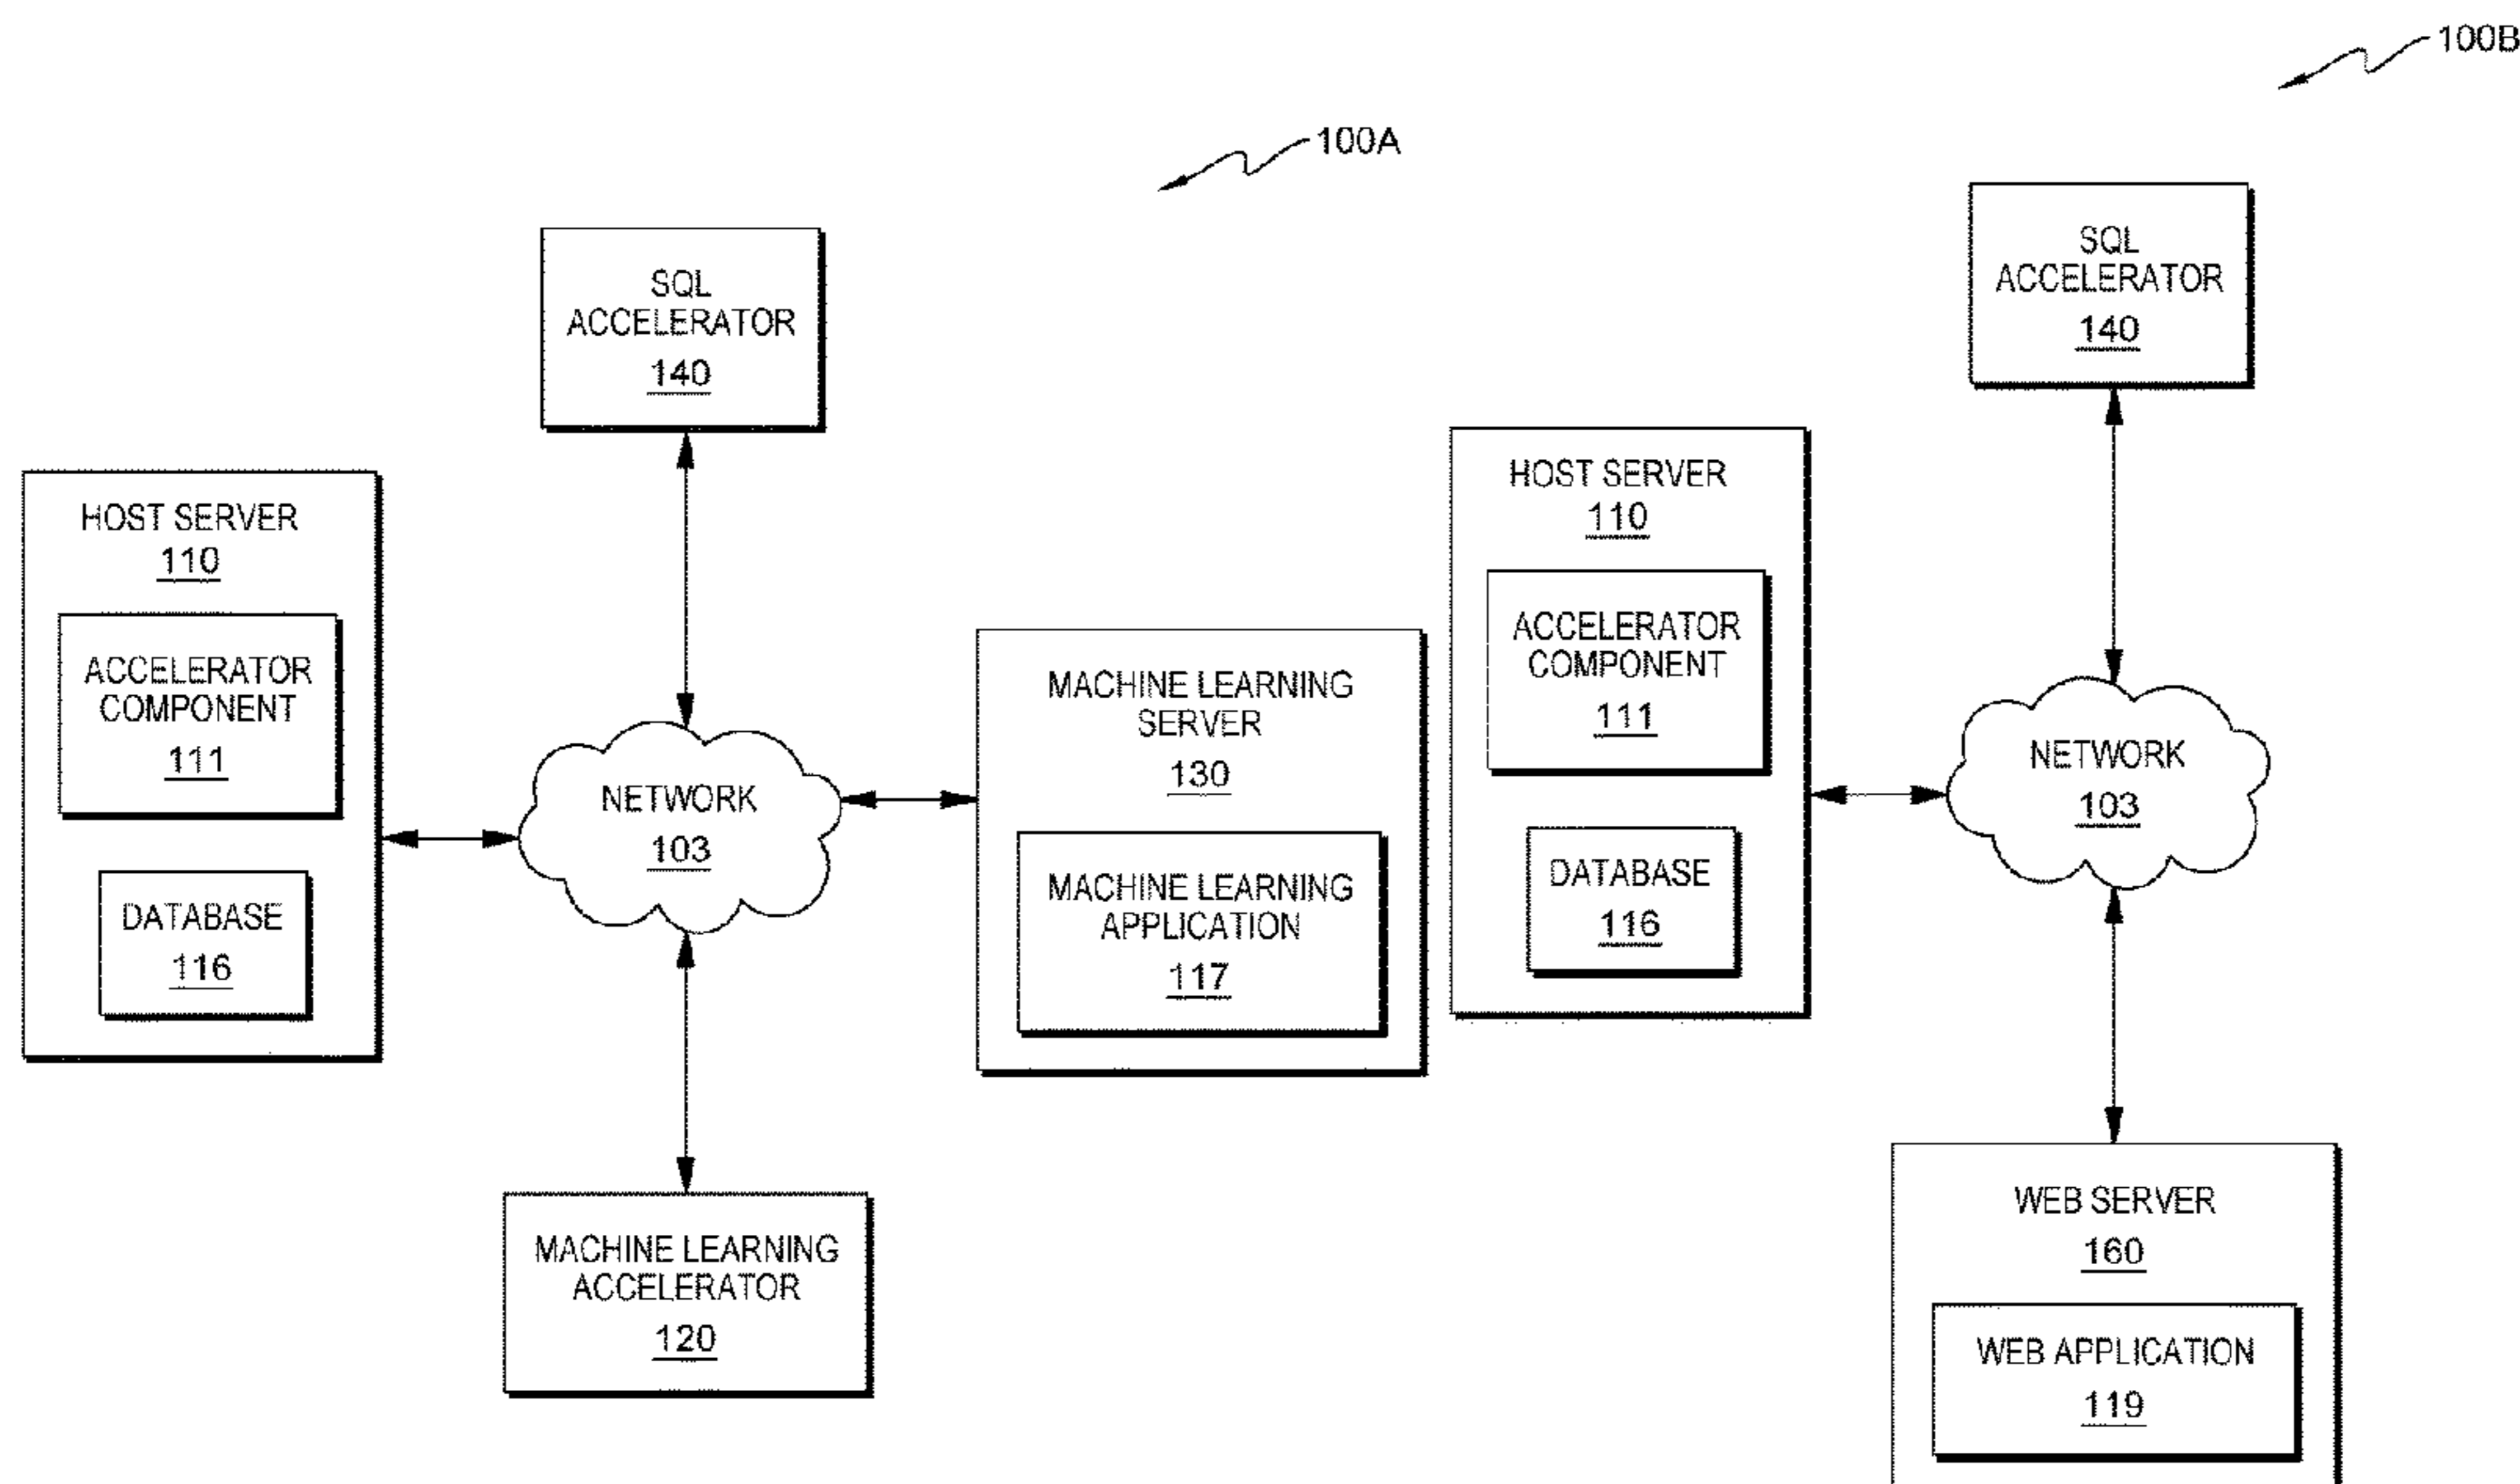 100A
SQL
ACCELERATOR
140
HOST SERVER
110
ACCELERATOR
COMPONENT
111
DATABASE
116
NETWORK
103
MACHINE LEARNING
SERVER
130
MACHINE LEARNING
APPLICATION
117
MACHINE LEARNING
ACCELERATOR
120
100B
SQL
ACCELERATOR
140
HOST SERVER
110
ACCELERATOR
COMPONENT
111
DATABASE
116
NETWORK
103
WEB SERVER
160
WEB APPLICATION
119